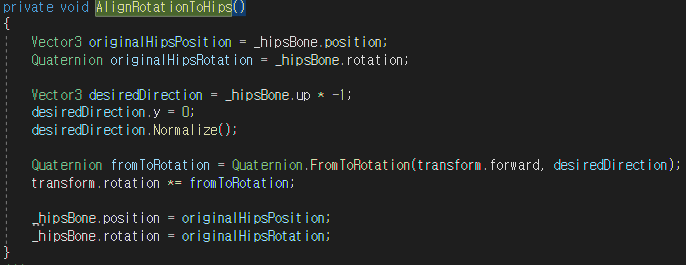 private void AlignRotationToHips()
{
Vector3 originalHipsPosition = _hipsBone.position;
Quaternion originalHipsRotation = _hipsBone.rotation;
Vector3 desiredDirection = _hipsBone.up * -1;
desiredDirection.y = 0;
desiredDirection.Normalize();
Quaternion fromToRotation = Quaternion.FromToRotation(transform.forward, desiredDirection);
transform.rotation *= fromToRotation;
_hipsBone.position = originalHipsPosition;
_hipsBone.rotation = originalHipsRotation;
}